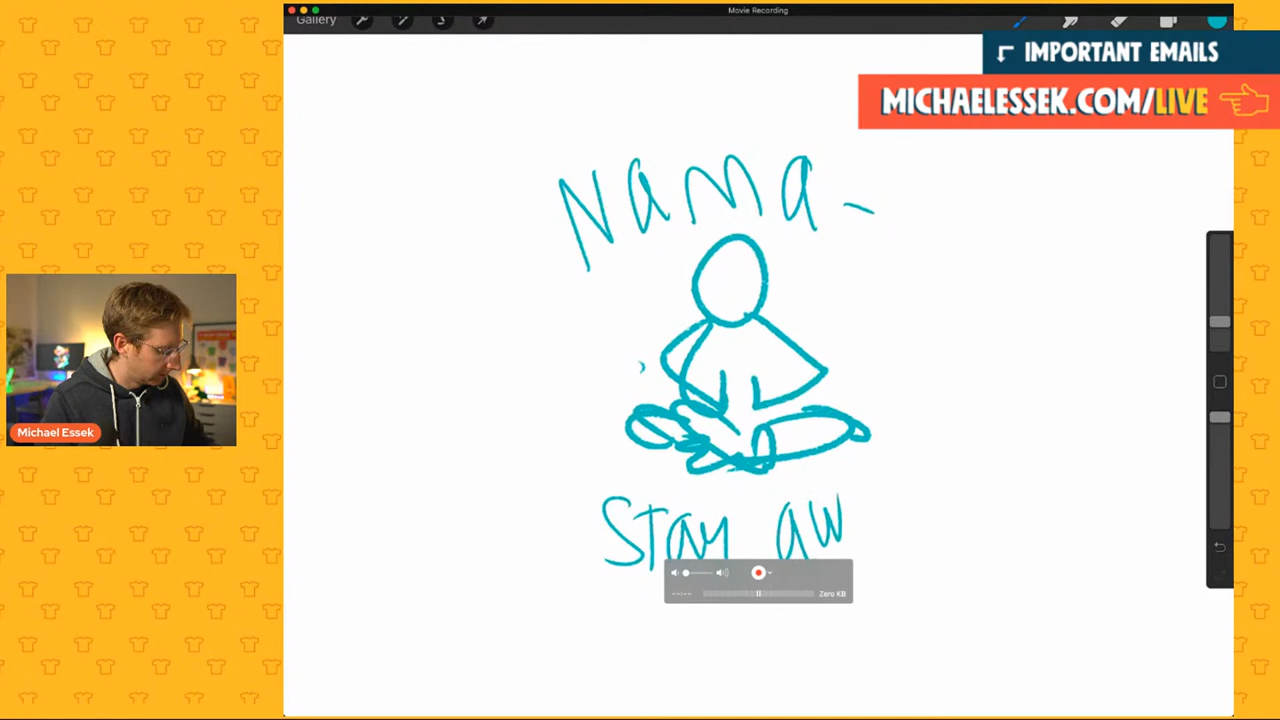 Movie Recording
Gallery
IMPORTANT EMAILS
MICHAELESSEK.COM/LIVE
Nama-
Stay aw
Michael Essek
--:--
Zero KB